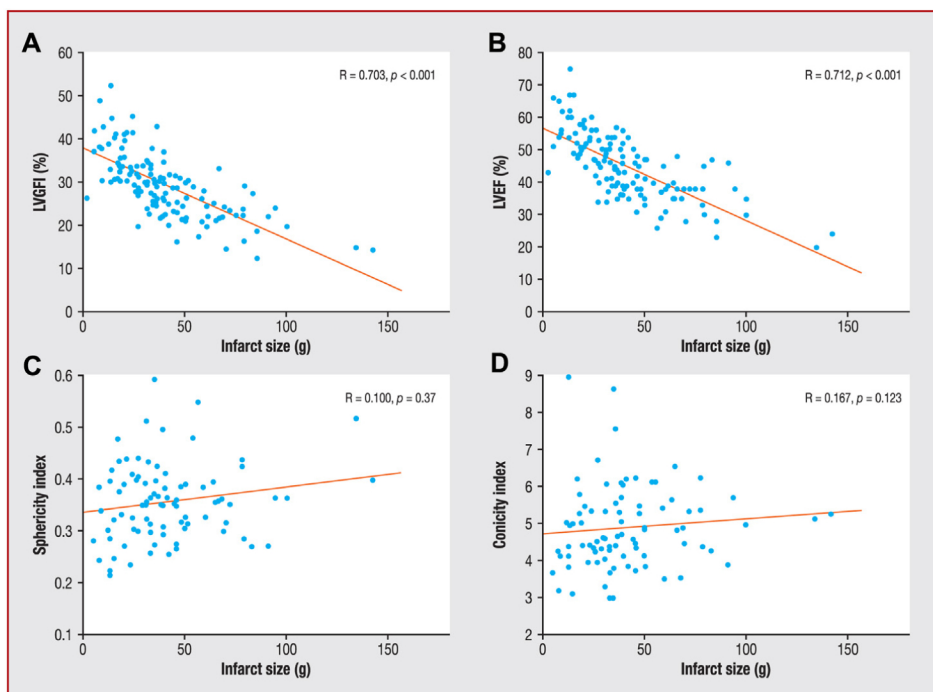 A
LVGFI (%)
60
50
40
30
20
10
0
R = 0.703, p < 0.001
0 50 100 150
Infarct size (g)
B
LVEF (%)
80
70
60
50
40
30
20
10
0
R = 0.712, p < 0.001
0 50 100 150
Infarct size (g)
C
Sphericity index
0.6
0.5
0.4
0.3
0.2
0.1
R = 0.100, p = 0.37
0 50 100 150
Infarct size (g)
D
Conicity index
9
8
7
6
5
4
3
2
R = 0.167, p = 0.123
0 50 100 150
Infarct size (g)